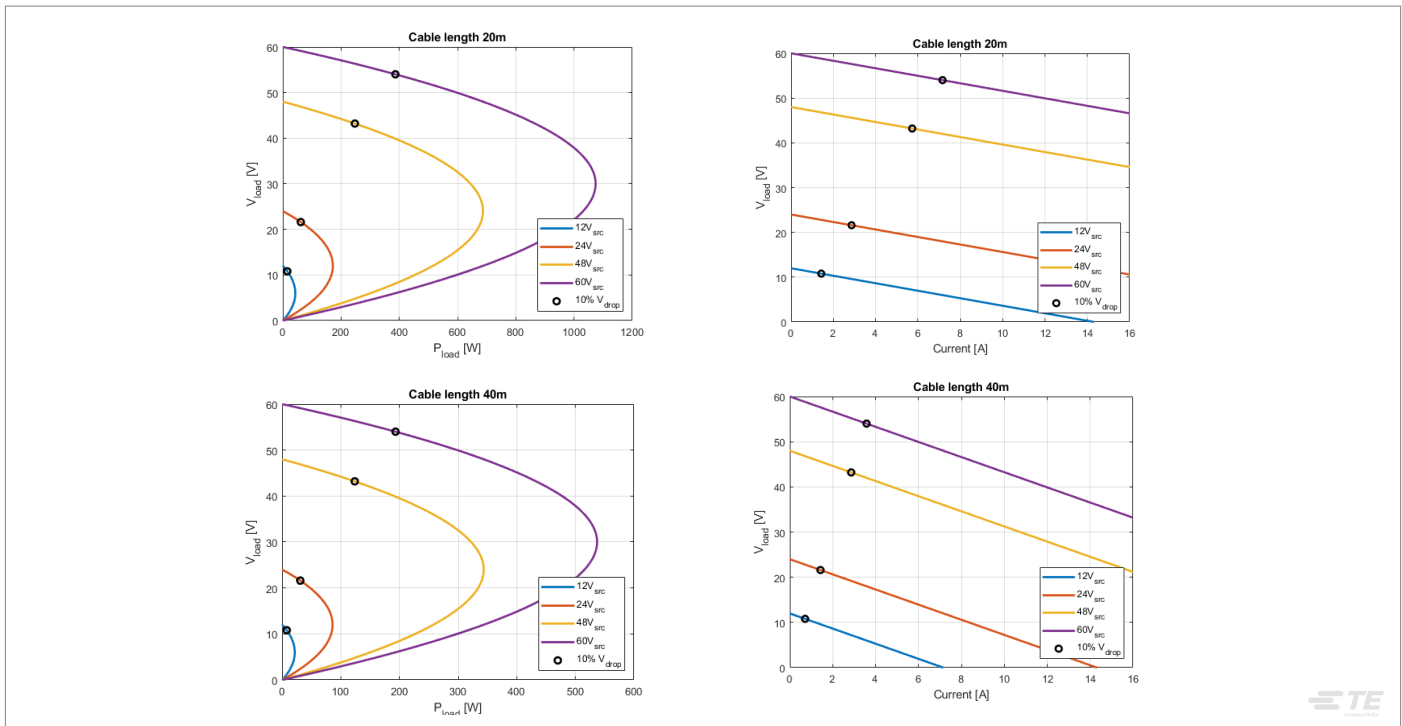 Cable length 20m
60
50
40
30
20
10
0
V_load [V]
0 200 400 600 800 1000 1200
P_load [W]
12V_src
24V_src
48V_src
60V_src
10% V_drop
Cable length 20m
60
50
40
30
20
10
0
V_load [V]
0 2 4 6 8 10 12 14 16
Current [A]
12V_src
24V_src
48V_src
60V_src
10% V_drop
Cable length 40m
60
50
40
30
20
10
0
V_load [V]
0 100 200 300 400 500 600
P_load [W]
12V_src
24V_src
48V_src
60V_src
10% V_drop
Cable length 40m
60
50
40
30
20
10
0
V_load [V]
0 2 4 6 8 10 12 14 16
Current [A]
12V_src
24V_src
48V_src
60V_src
10% V_drop
TE
connectivity